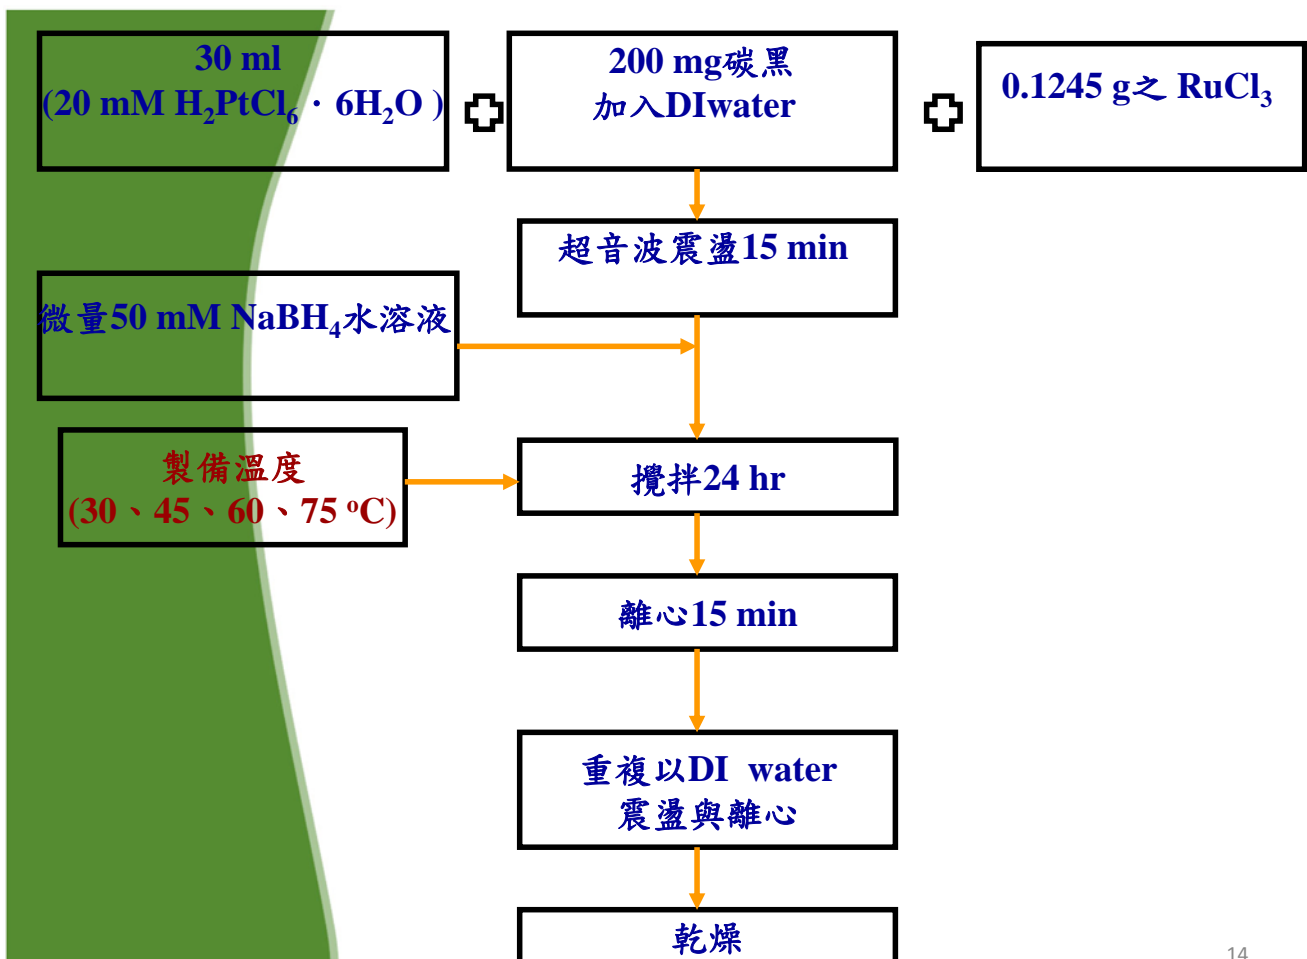 30 ml
(20 mM H₂PtCl₆ · 6H₂O )
200 mg碳黑
加入DIwater
0.1245 g之 RuCl₃
超音波震盪15 min
微量50 mM NaBH₄水溶液
製備溫度
(30、45、60、75 ºC)
攪拌24 hr
離心15 min
重複以DI water
震盪與離心
乾燥
14